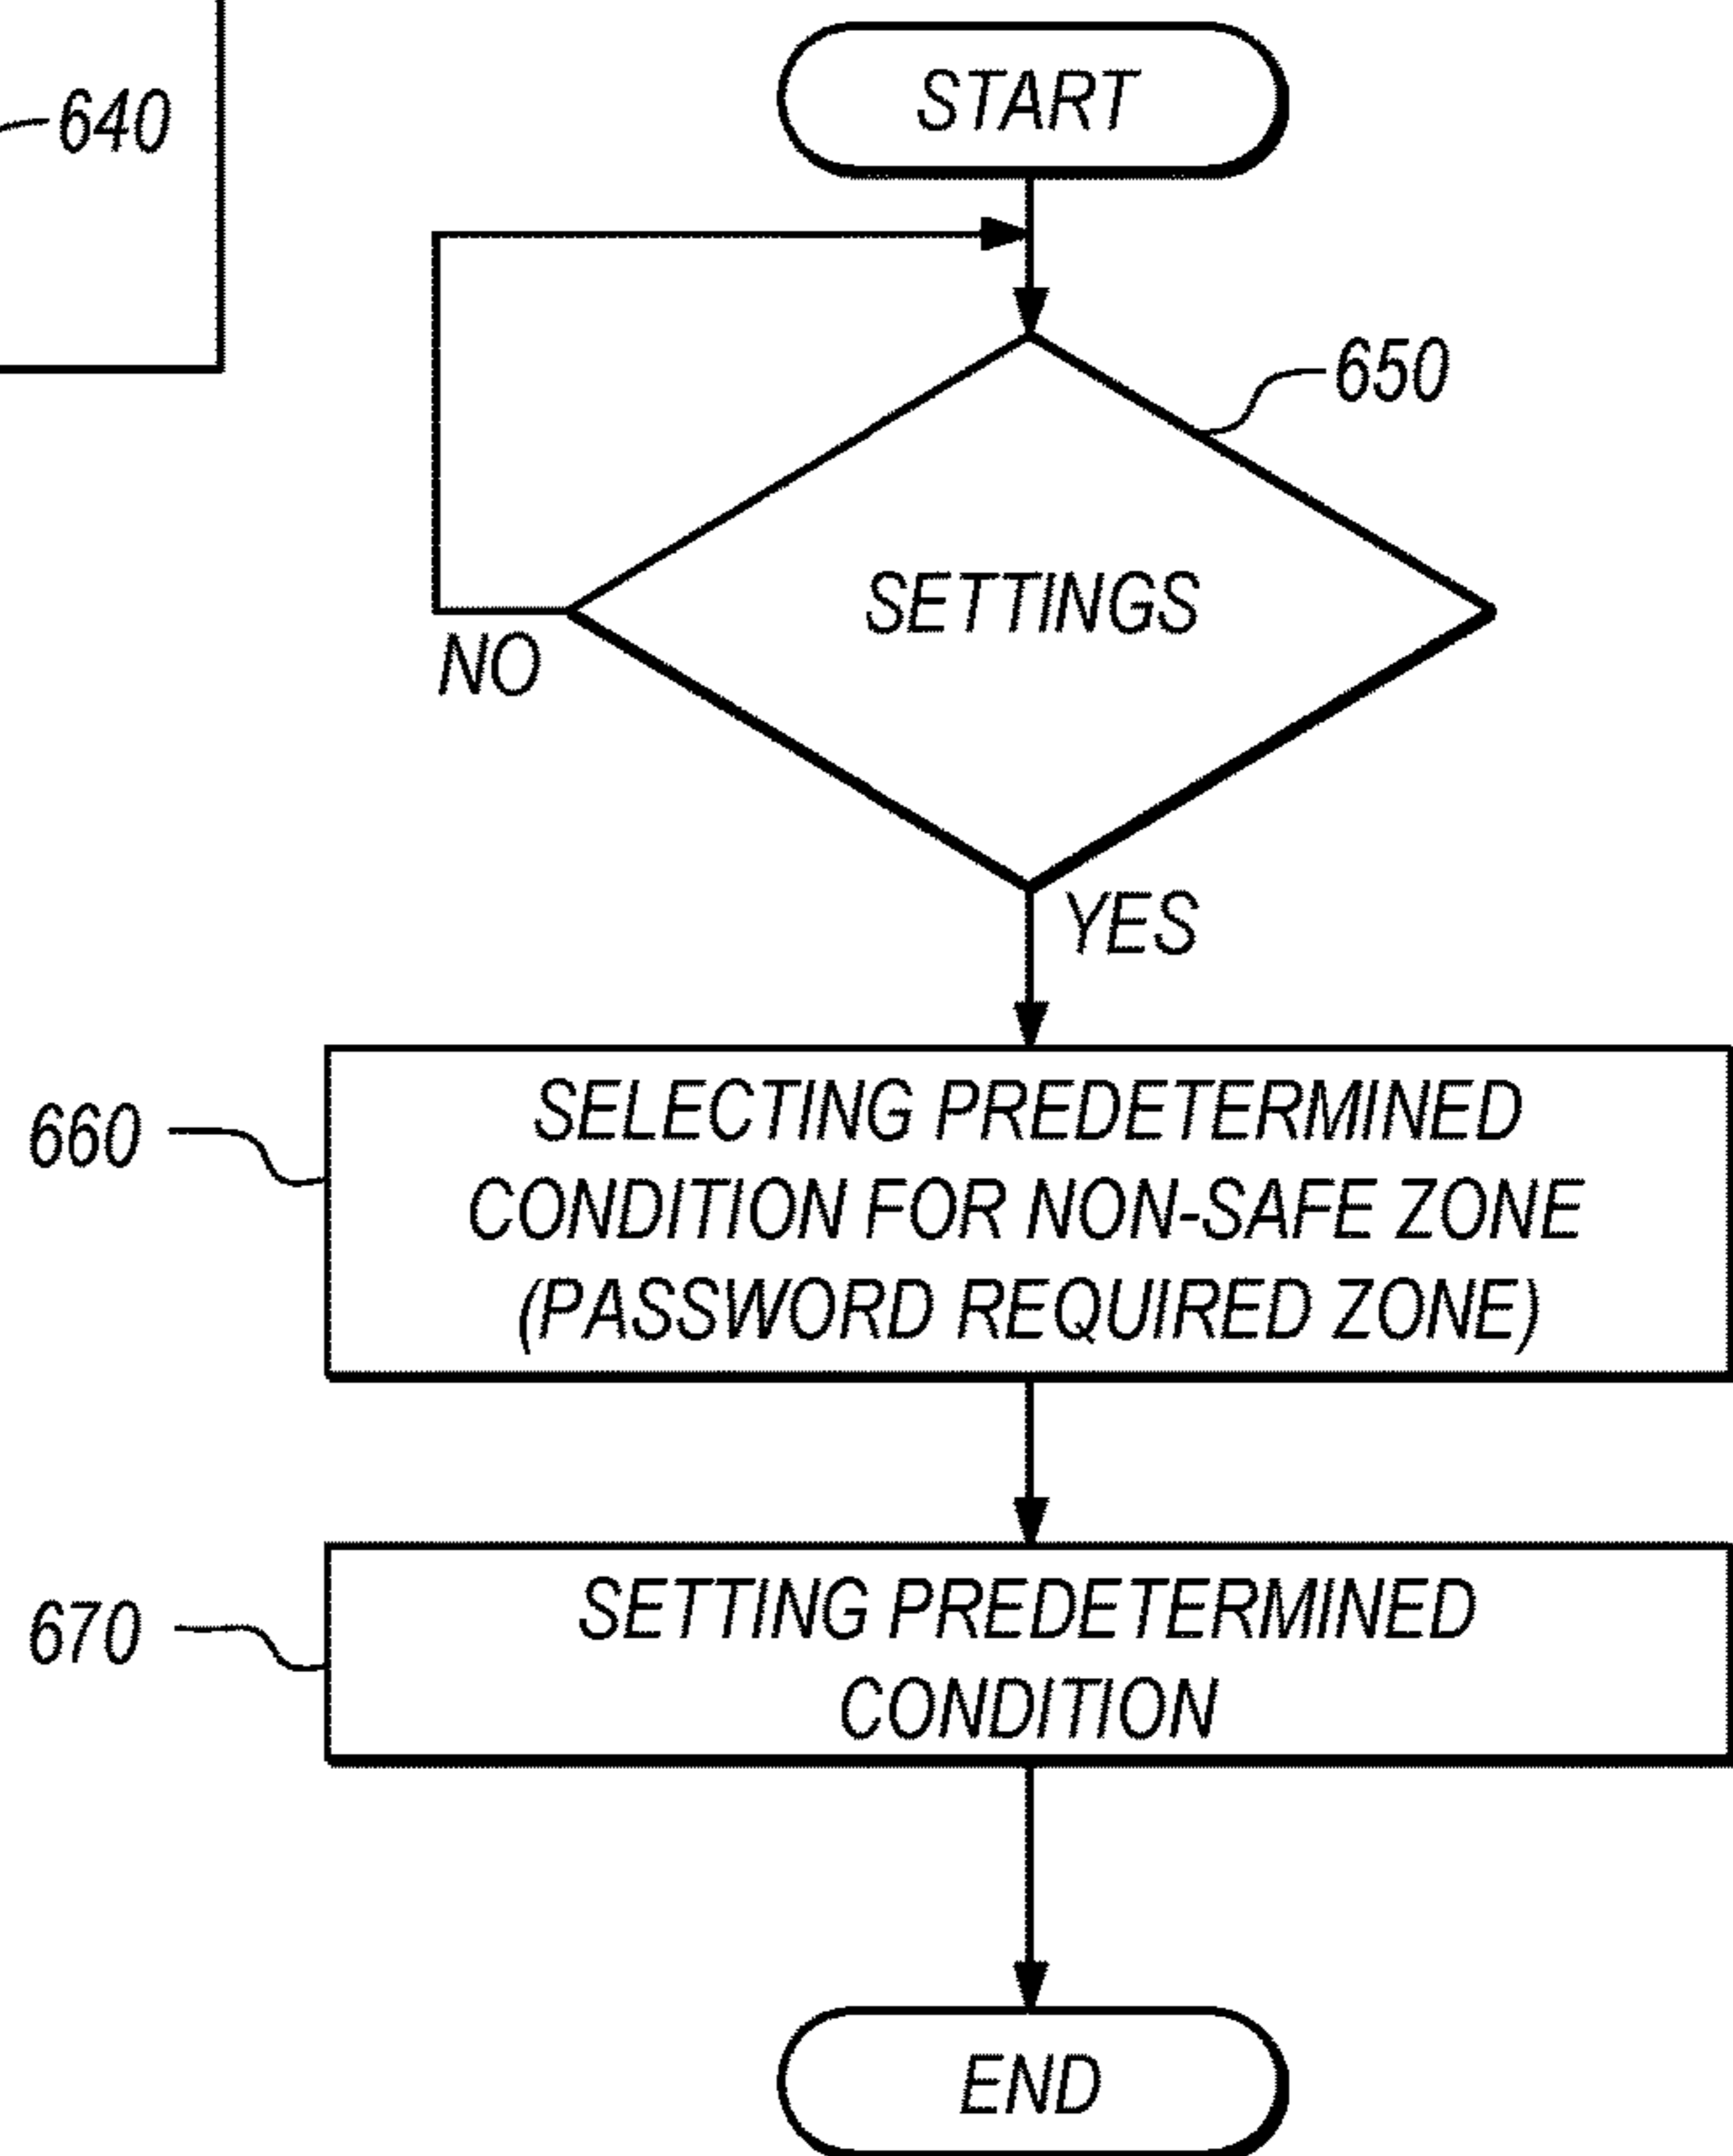 640
START
650
SETTINGS
NO
YES
660
SELECTING PREDETERMINED
CONDITION FOR NON-SAFE ZONE
(PASSWORD REQUIRED ZONE)
670
SETTING PREDETERMINED
CONDITION
END